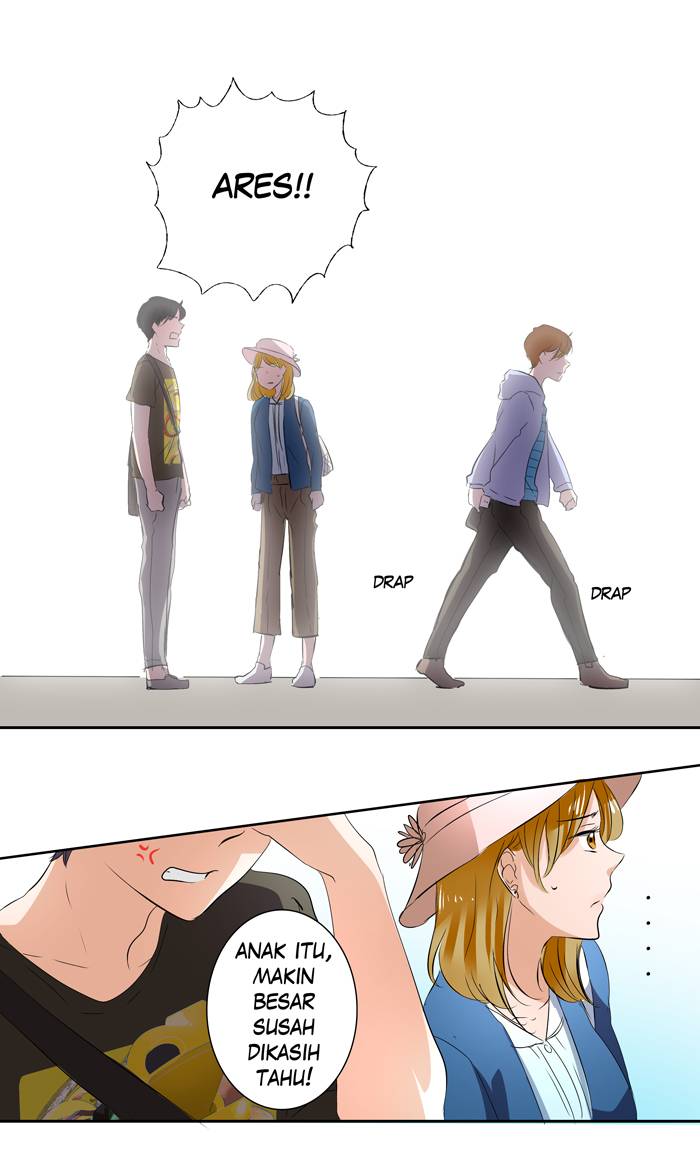 ARES!!
DRAP
DRAP
ANAK ITU,
MAKIN
BESAR
SUSAH
DIKASIH
TAHU!
....